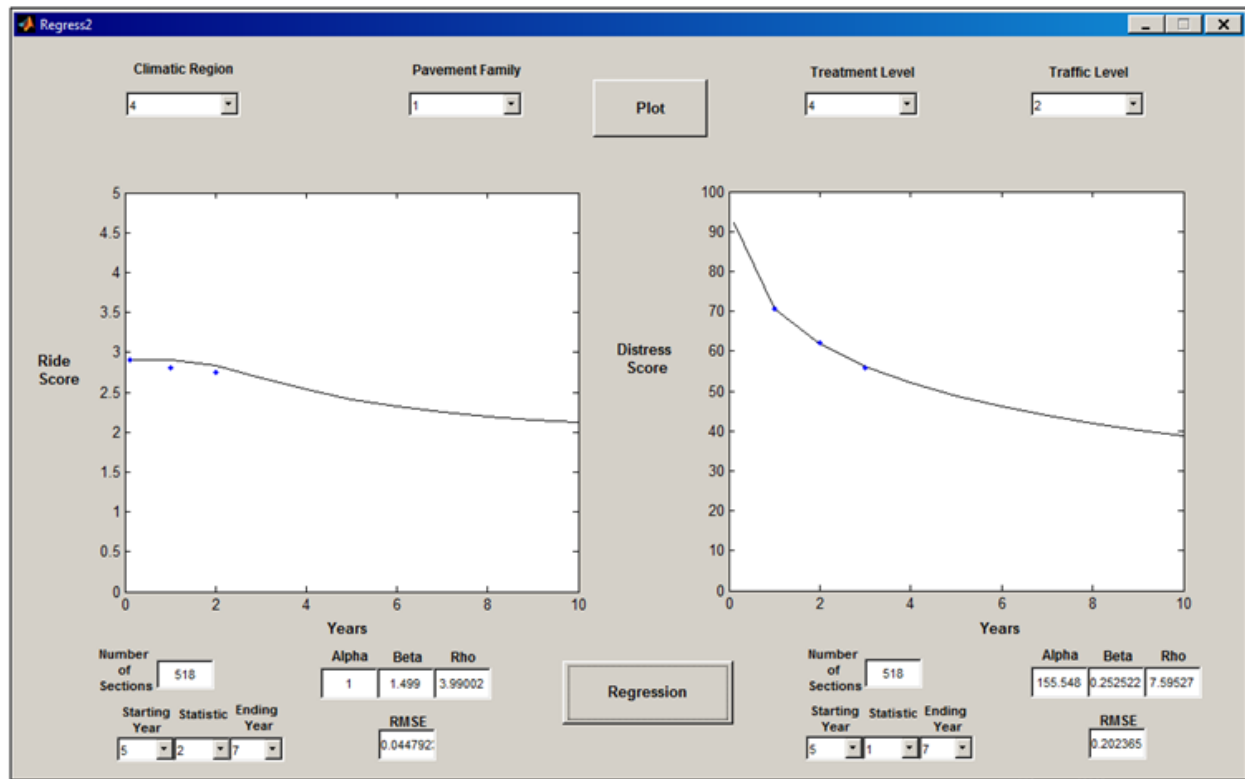 Regress2
Climatic Region
Pavement Family
Treatment Level
Traffic Level
4
1
Plot
4
2
5
4.5
4
3.5
3
2.5
2
1.5
1
0.5
0
Ride
Score
0 2 4 6 8 10
Years
100
90
80
70
60
50
40
30
20
10
0
Distress
Score
0 2 4 6 8 10
Years
Number
of
Sections
518
Alpha Beta Rho
1 1.499 3.99002
Starting
Year
Statistic
Ending
Year
5 2 7
RMSE
0.044792
Regression
Number
of
Sections
518
Alpha Beta Rho
155.548 0.252522 7.59527
Starting
Year
Statistic
Ending
Year
5 1 7
RMSE
0.202365